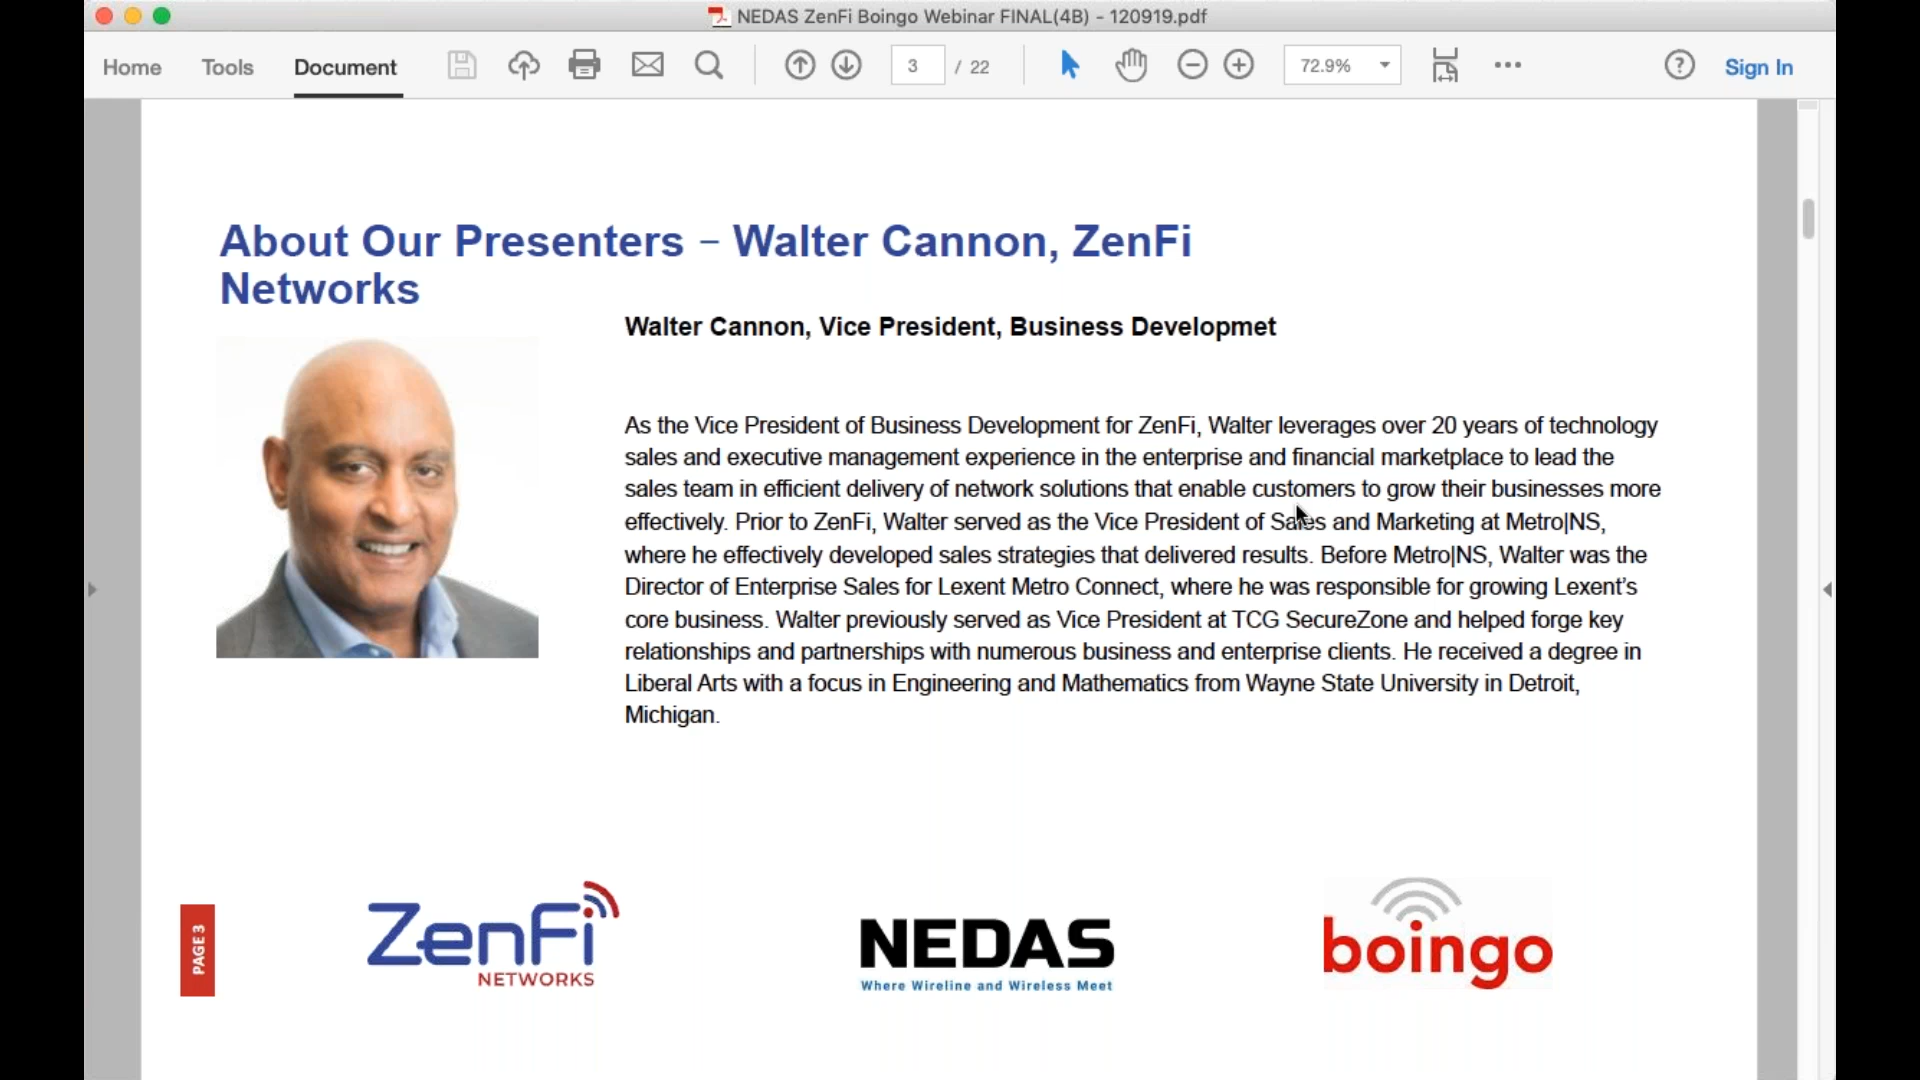 NEDAS ZenFi Boingo Webinar FINAL(4B) - 120919.pdf
Home Tools Document 3 / 22 72.9% Sign In
About Our Presenters – Walter Cannon, ZenFi
Networks
Walter Cannon, Vice President, Business Developmet
As the Vice President of Business Development for ZenFi, Walter leverages over 20 years of technology
sales and executive management experience in the enterprise and financial marketplace to lead the
sales team in efficient delivery of network solutions that enable customers to grow their businesses more
effectively. Prior to ZenFi, Walter served as the Vice President of Sales and Marketing at Metro|NS,
where he effectively developed sales strategies that delivered results. Before Metro|NS, Walter was the
Director of Enterprise Sales for Lexent Metro Connect, where he was responsible for growing Lexent’s
core business. Walter previously served as Vice President at TCG SecureZone and helped forge key
relationships and partnerships with numerous business and enterprise clients. He received a degree in
Liberal Arts with a focus in Engineering and Mathematics from Wayne State University in Detroit,
Michigan.
PAGE 3
ZenFi
NETWORKS
NEDAS
Where Wireline and Wireless Meet
boingo